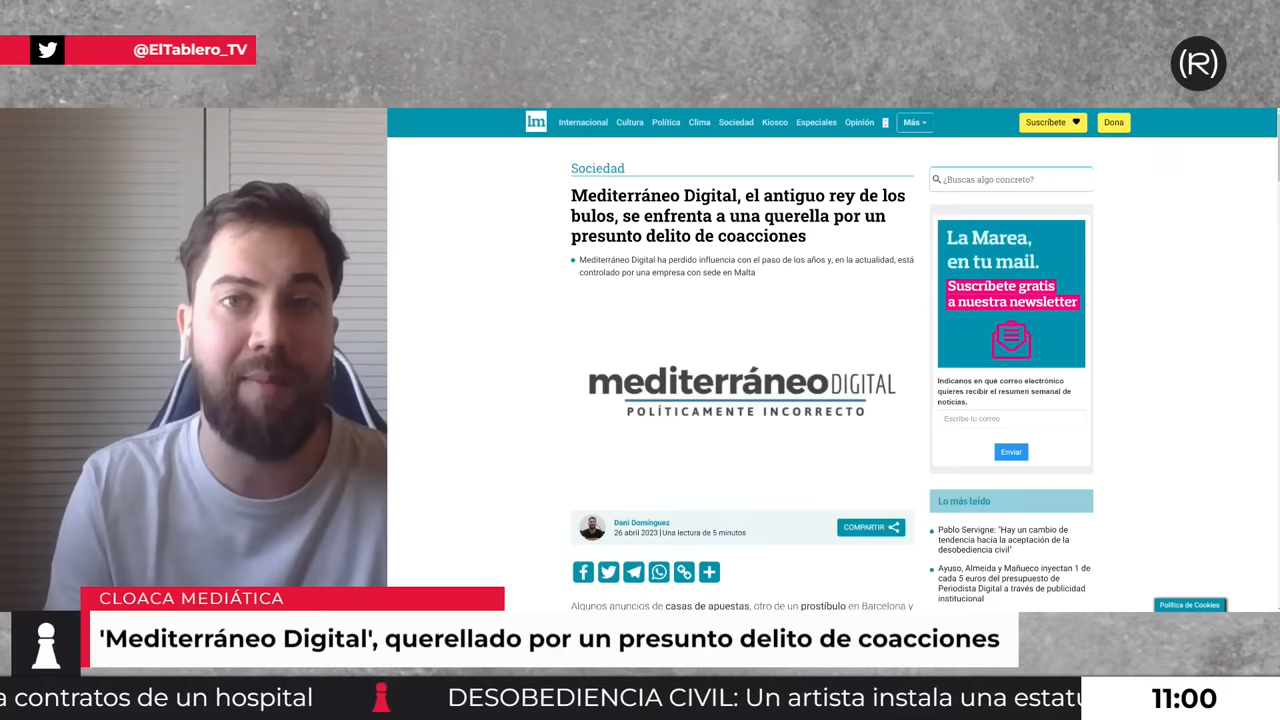 @ElTablero_TV
(R)
lm
Internacional Cultura Política Clima Sociedad Kiosco Especiales Opinión Más
Suscríbete Dona
Sociedad
Mediterráneo Digital, el antiguo rey de los
bulos, se enfrenta a una querella por un
presunto delito de coacciones
Mediterráneo Digital ha perdido influencia con el paso de los años y, en la actualidad, está
controlado por una empresa con sede en Malta
mediterráneo DIGITAL
POLÍTICAMENTE INCORRECTO
Dani Domínguez
26 abril 2023 | Una lectura de 5 minutos
COMPARTIR
Algunos anuncios de casas de apuestas, otro de un prostíbulo en Barcelona y
¿Buscas algo concreto?
La Marea,
en tu mail.
Suscríbete gratis
a nuestra newsletter
Indícanos en qué correo electrónico
quieres recibir el resumen semanal de
noticias.
Escribe tu correo
Enviar
Lo más leído
Pablo Servigne: "Hay un cambio de
tendencia hacia la aceptación de la
desobediencia civil"
Ayuso, Almeida y Mañueco inyectan 1 de
cada 5 euros del presupuesto de
Periodista Digital a través de publicidad
institucional
Política de Cookies
CLOACA MEDIÁTICA
'Mediterráneo Digital', querellado por un presunto delito de coacciones
a contratos de un hospital
DESOBEDIENCIA CIVIL: Un artista instala una estatu
11:00